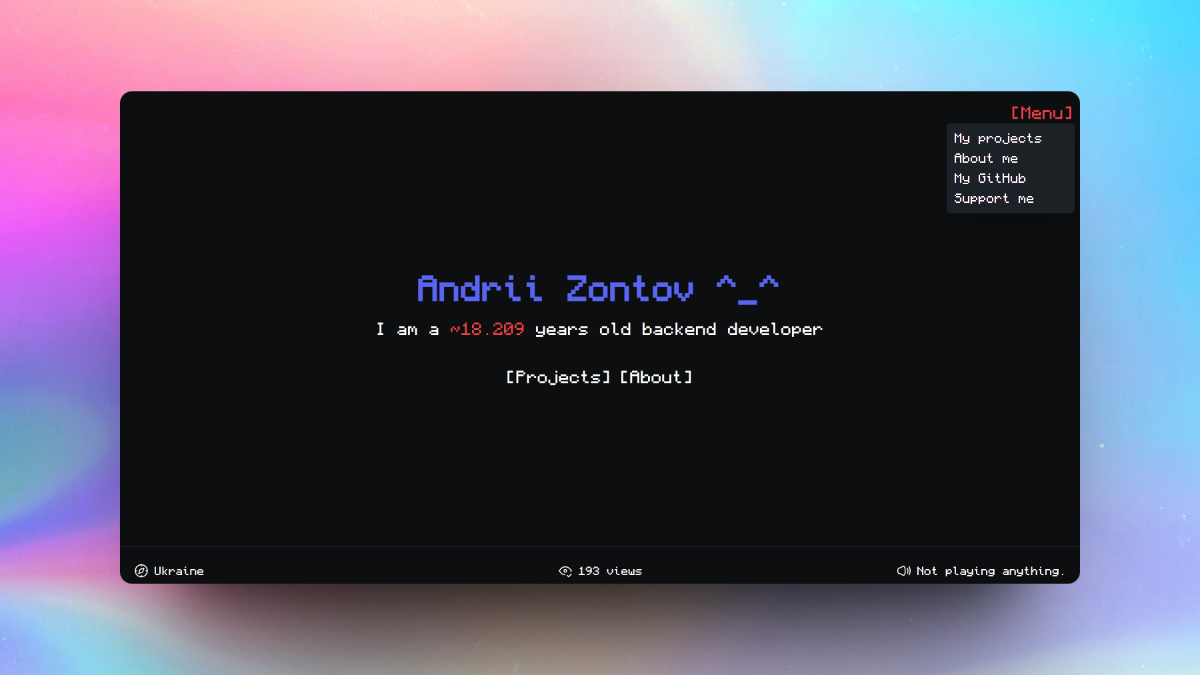 [Menu]
My projects
About me
My GitHub
Support me
Andrii Zontov ^_^
I am a ~18.209 years old backend developer
[Projects] [About]
Ukraine
193 views
Not playing anything.